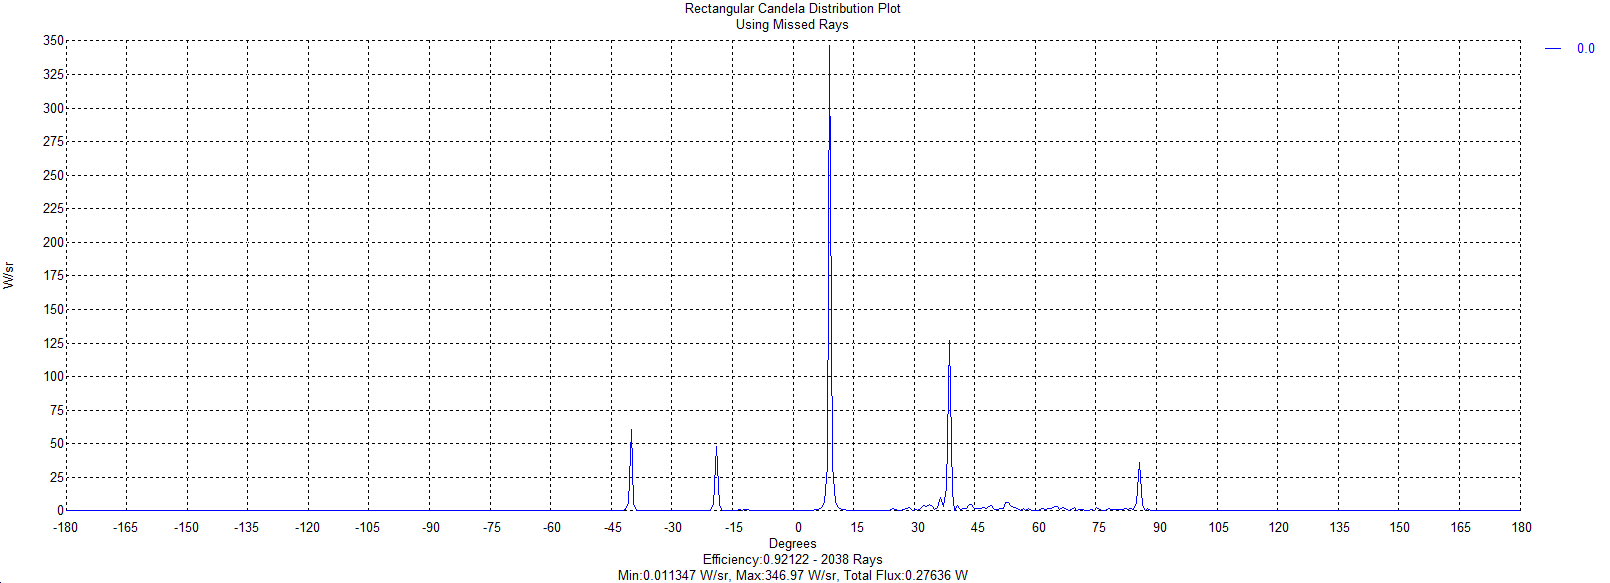 Rectangular Candela Distribution Plot
Using Missed Rays
0.0
350
325
300
275
250
225
200
175
150
125
100
75
50
25
0
W/sr
-180 -165 -150 -135 -120 -105 -90 -75 -60 -45 -30 -15 0 15 30 45 60 75 90 105 120 135 150 165 180
Degrees
Efficiency:0.92122 - 2038 Rays
Min:0.011347 W/sr, Max:346.97 W/sr, Total Flux:0.27636 W